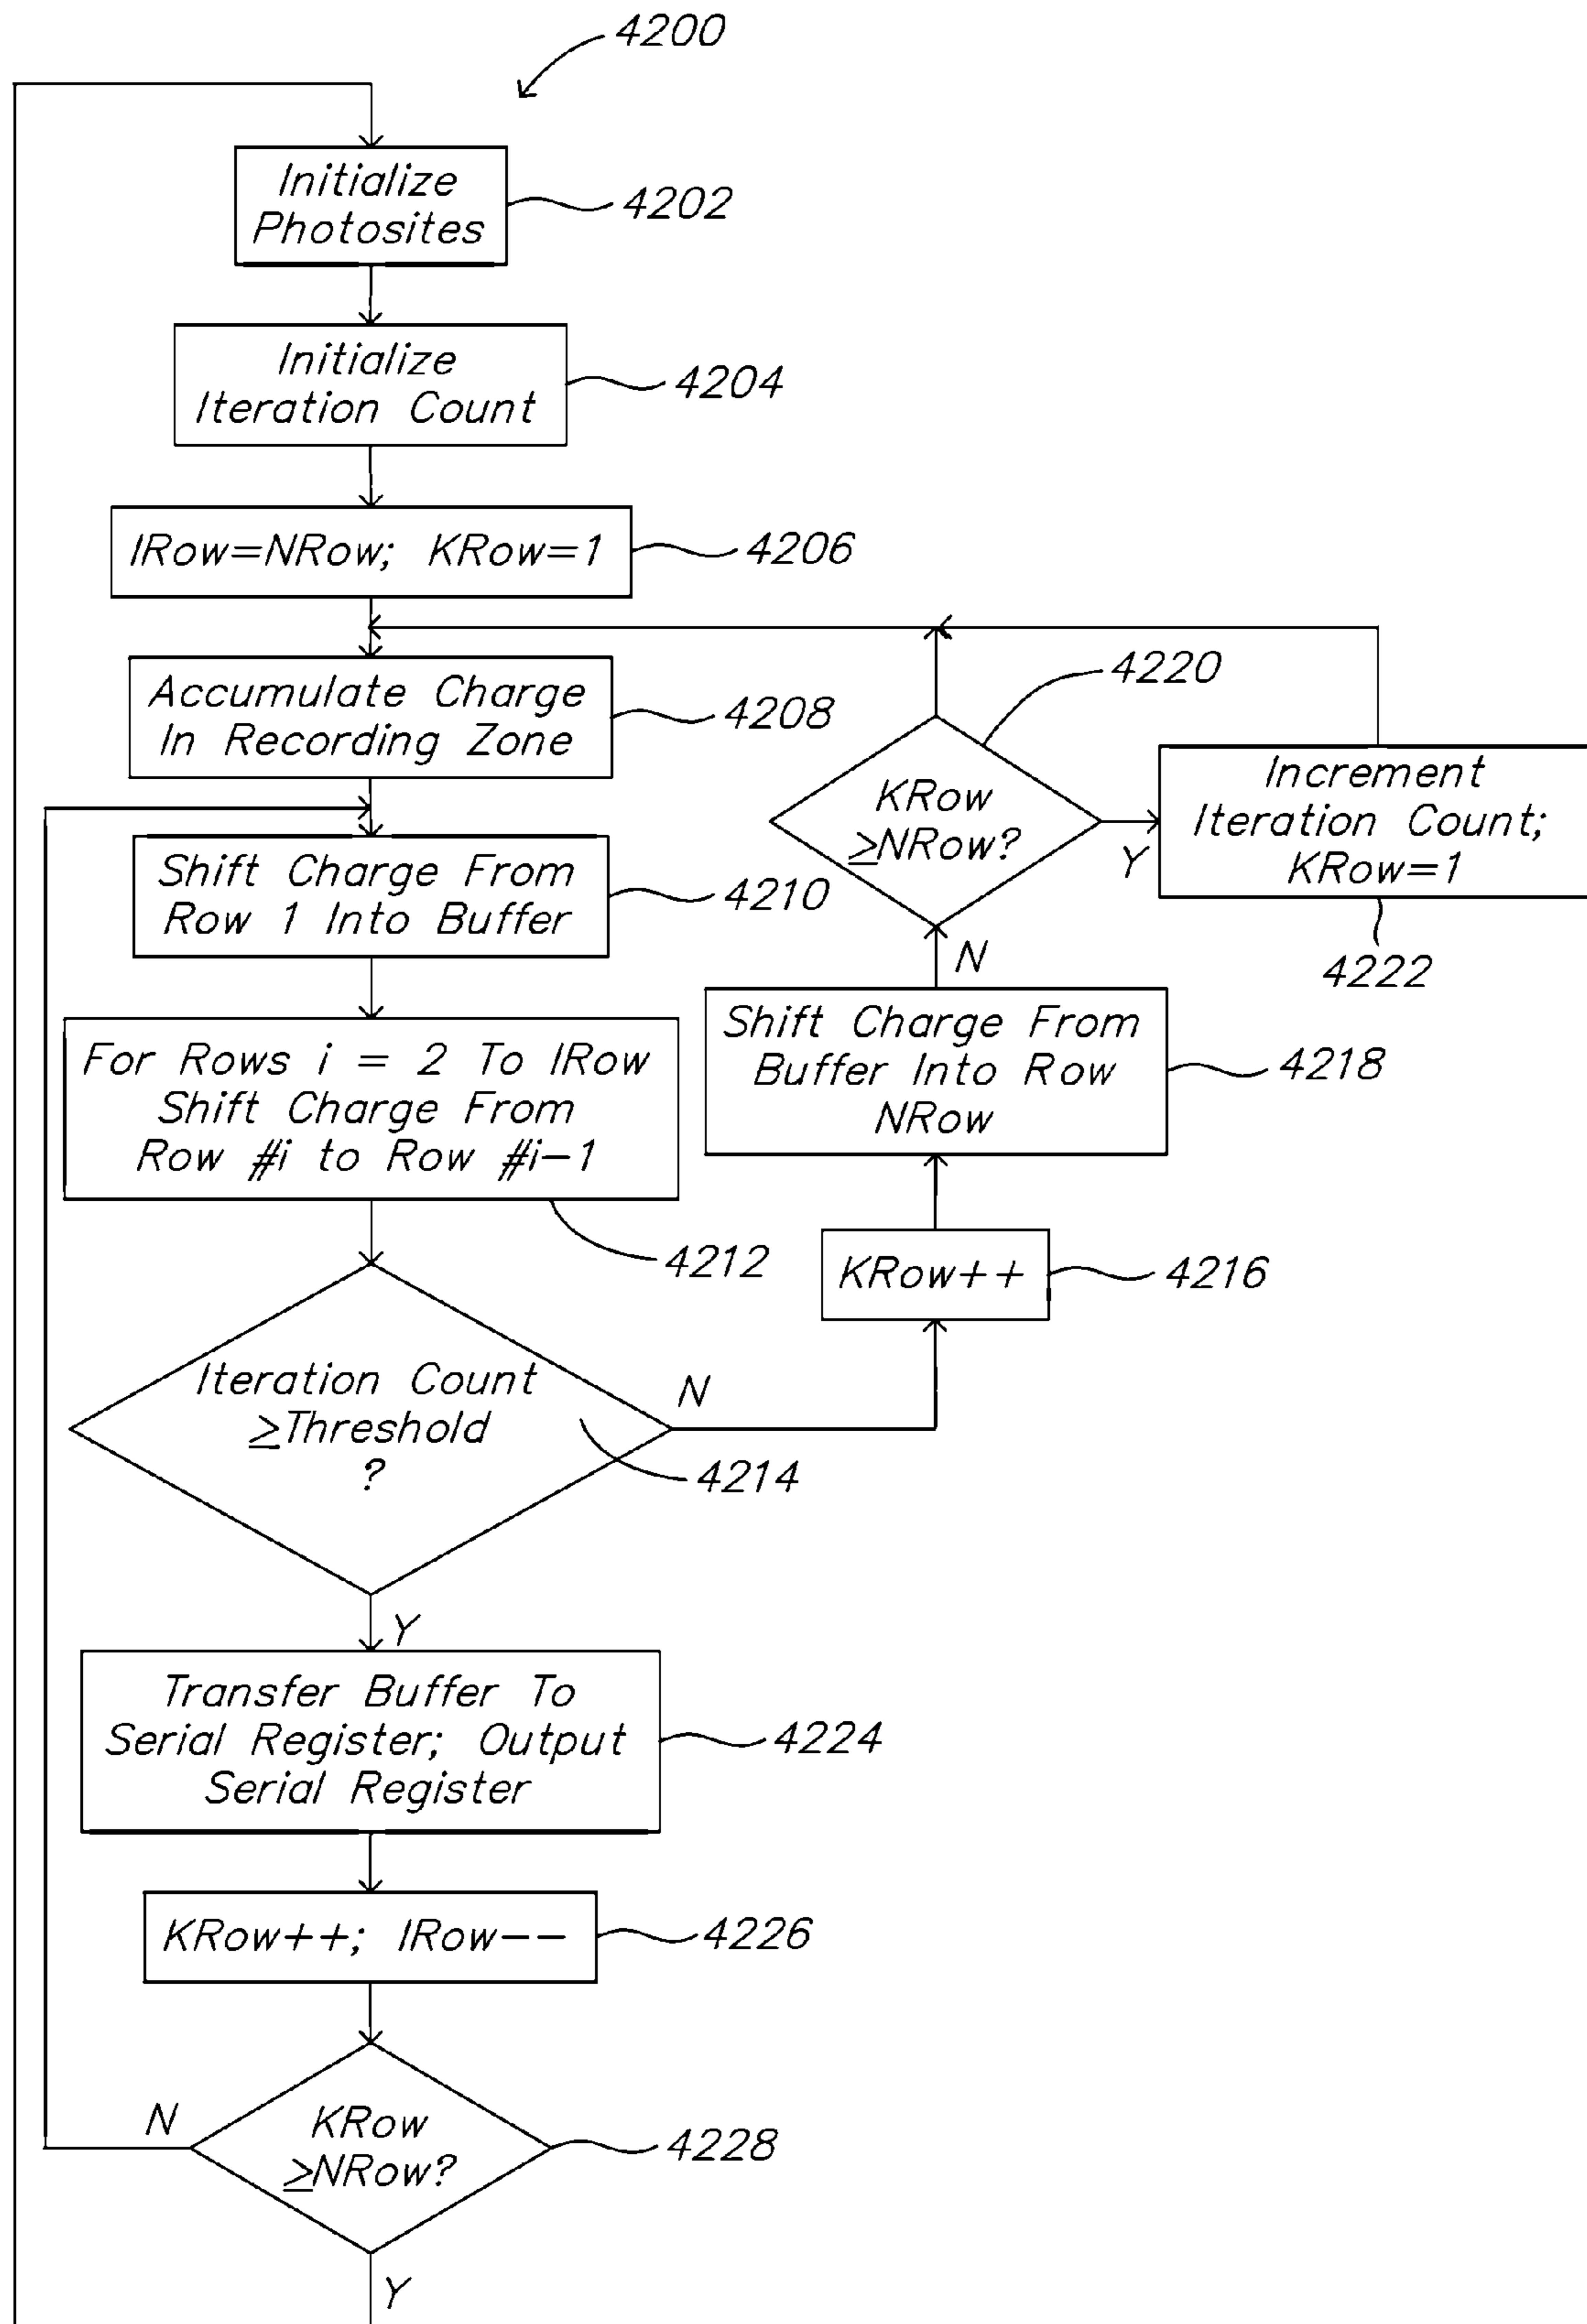 4200
Initialize
Photosites
4202
Initialize
Iteration Count
4204
IRow=NRow; KRow=1
4206
Accumulate Charge
In Recording Zone
4208
Shift Charge From
Row 1 Into Buffer
4210
For Rows i = 2 To IRow
Shift Charge From
Row #i to Row #i-1
4212
Iteration Count
≥Threshold
?
4214
N
KRow++
4216
Shift Charge From
Buffer Into Row
NRow
4218
N
KRow
≥NRow?
4220
Y
Increment
Iteration Count;
KRow=1
4222
Y
Transfer Buffer To
Serial Register; Output
Serial Register
4224
KRow++; IRow--
4226
KRow
≥NRow?
4228
N
Y